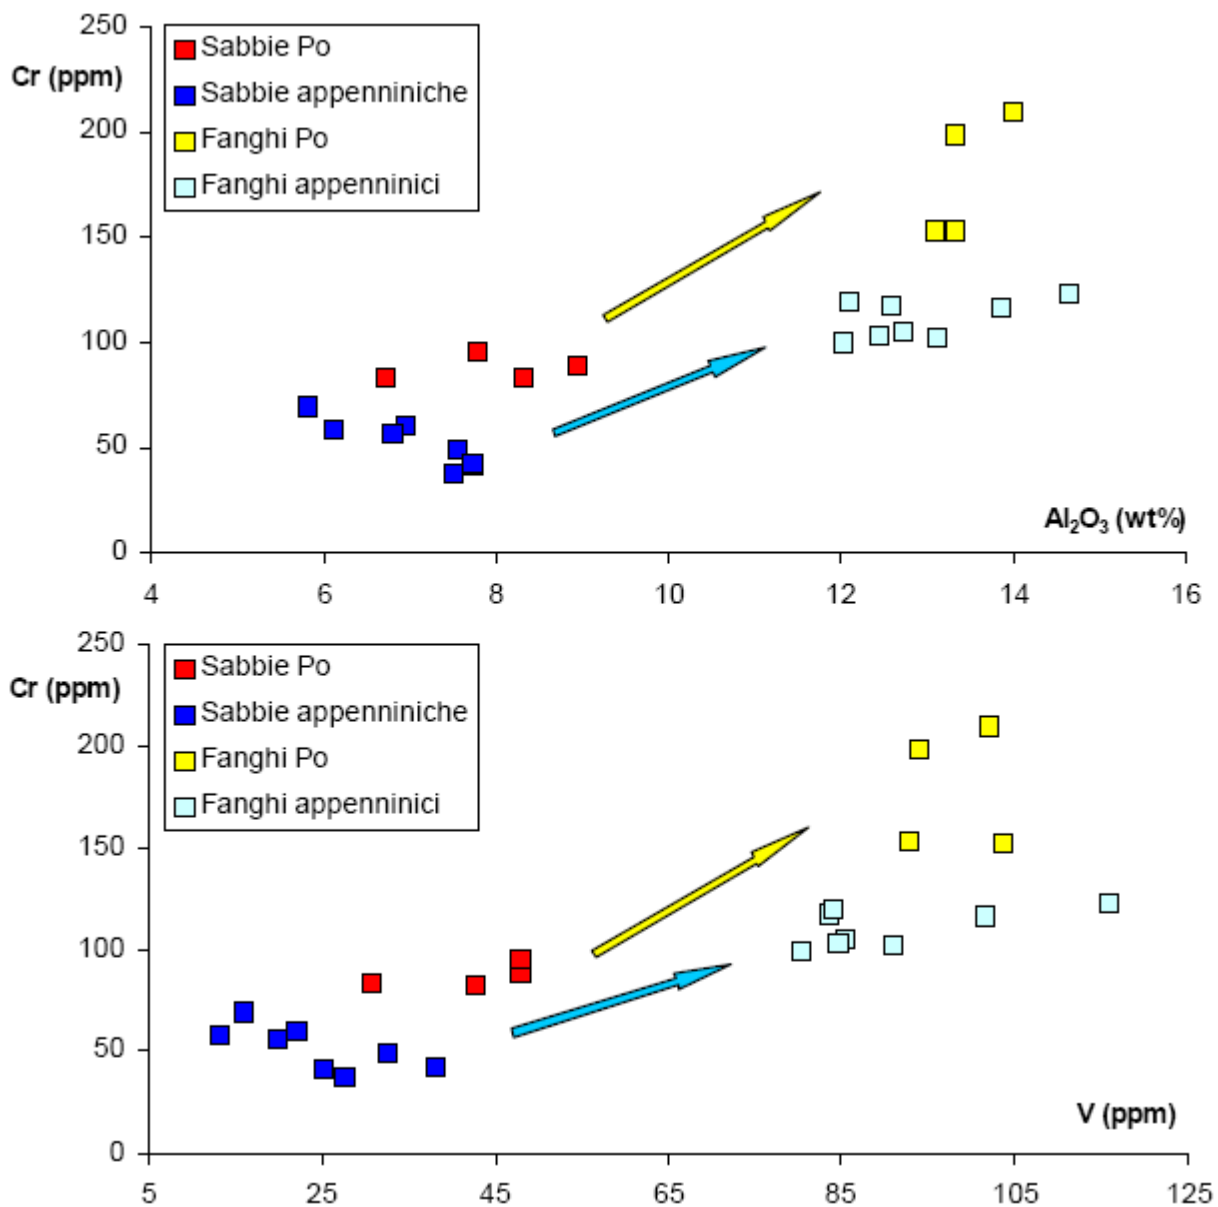 250
Cr (ppm)
200
150
100
50
0
Sabbie Po
Sabbie appenniniche
Fanghi Po
Fanghi appenninici
Al₂O₃ (wt%)
4 6 8 10 12 14 16
250
Cr (ppm)
200
150
100
50
0
Sabbie Po
Sabbie appenniniche
Fanghi Po
Fanghi appenninici
V (ppm)
5 25 45 65 85 105 125